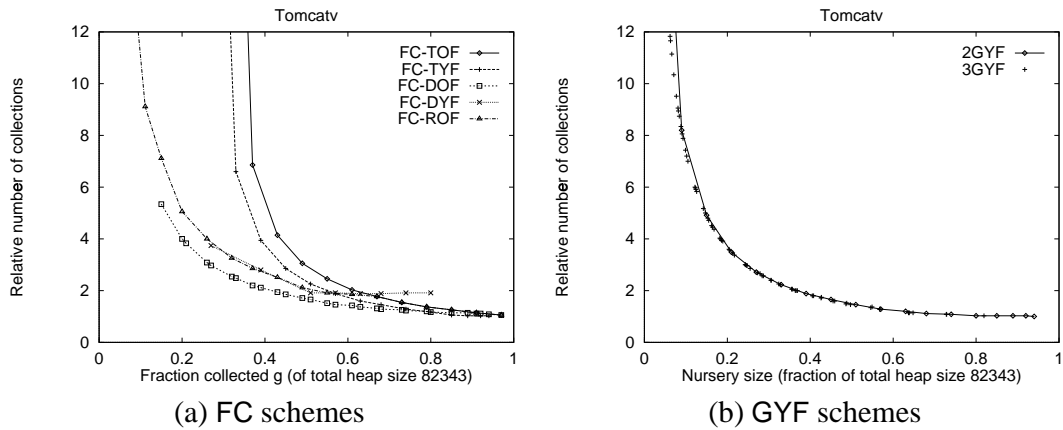 Tomcatv
12
10
8
6
4
2
0
Relative number of collections
FC-TOF
FC-TYF
FC-DOF
FC-DYF
FC-ROF
0 0.2 0.4 0.6 0.8 1
Fraction collected g (of total heap size 82343)
(a) FC schemes
Tomcatv
12
10
8
6
4
2
0
Relative number of collections
2GYF
3GYF
0 0.2 0.4 0.6 0.8 1
Nursery size (fraction of total heap size 82343)
(b) GYF schemes